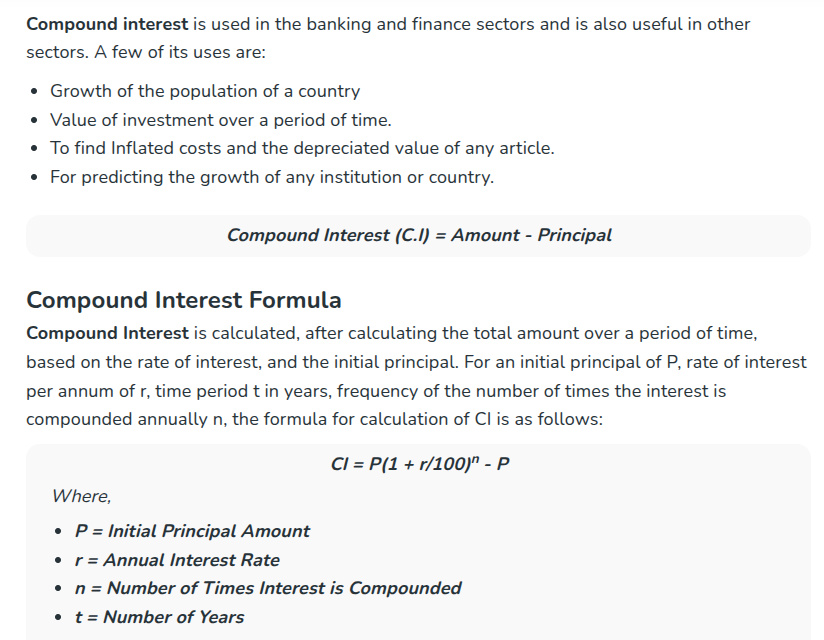 Compound interest is used in the banking and finance sectors and is also useful in other
sectors. A few of its uses are:
• Growth of the population of a country
• Value of investment over a period of time.
• To find Inflated costs and the depreciated value of any article.
• For predicting the growth of any institution or country.
Compound Interest (C.I) = Amount - Principal
Compound Interest Formula
Compound Interest is calculated, after calculating the total amount over a period of time,
based on the rate of interest, and the initial principal. For an initial principal of P, rate of interest
per annum of r, time period t in years, frequency of the number of times the interest is
compounded annually n, the formula for calculation of CI is as follows:
CI = P(1 + r/100)ⁿ - P
Where,
• P = Initial Principal Amount
• r = Annual Interest Rate
• n = Number of Times Interest is Compounded
• t = Number of Years